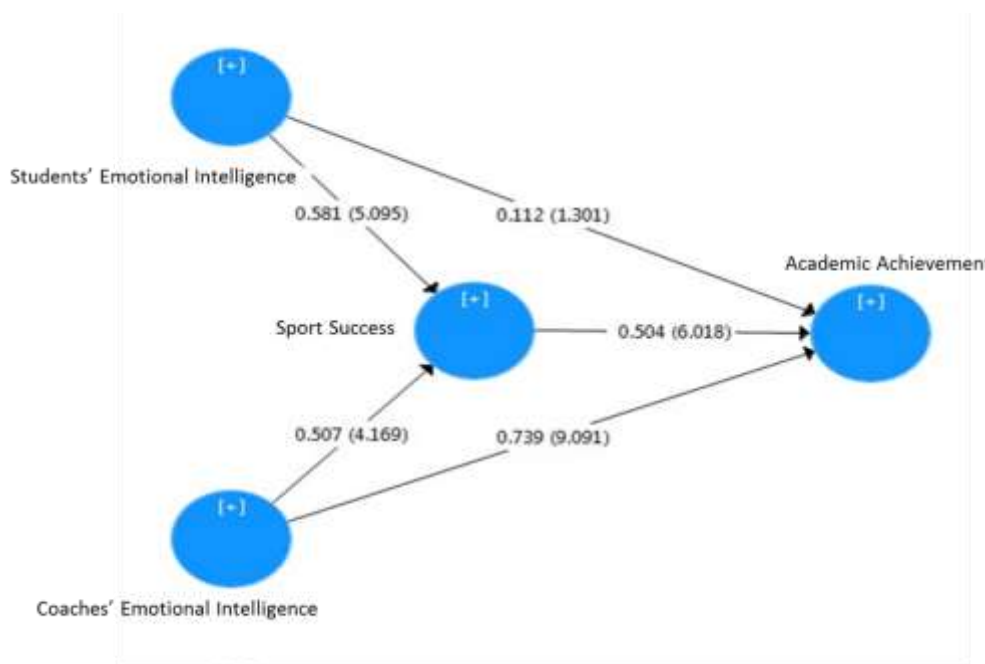 [+]
Students' Emotional Intelligence
0.581 (5.095)
0.112 (1.301)
Academic Achievement
[+]
[+]
Sport Success
0.504 (6.018)
0.507 (4.169)
0.739 (9.091)
[+]
Coaches' Emotional Intelligence